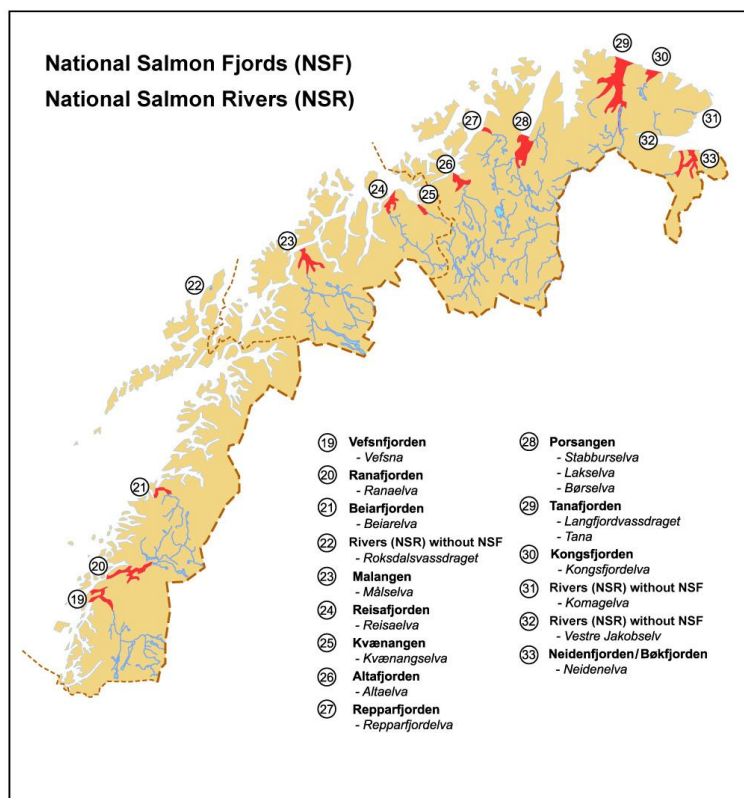 National Salmon Fjords (NSF)
National Salmon Rivers (NSR)
29
30
31
27
28
32
33
26
24
25
23
22
21
20
19
19 Vefsnfjorden
- Vefsna
20 Ranafjorden
- Ranaelva
21 Beiarfjorden
- Beiarelva
22 Rivers (NSR) without NSF
- Roksdalsvassdraget
23 Malangen
- Målselva
24 Reisafjorden
- Reisaelva
25 Kvænangen
- Kvænangselva
26 Altafjorden
- Altaelva
27 Repparfjorden
- Repparfjordelva
28 Porsangen
- Stabburselva
- Lakselva
- Børselva
29 Tanafjorden
- Langfjordvassdraget
- Tana
30 Kongsfjorden
- Kongsfjordelva
31 Rivers (NSR) without NSF
- Komagelva
32 Rivers (NSR) without NSF
- Vestre Jakobselv
33 Neidenfjorden/Bøkfjorden
- Neidenelva